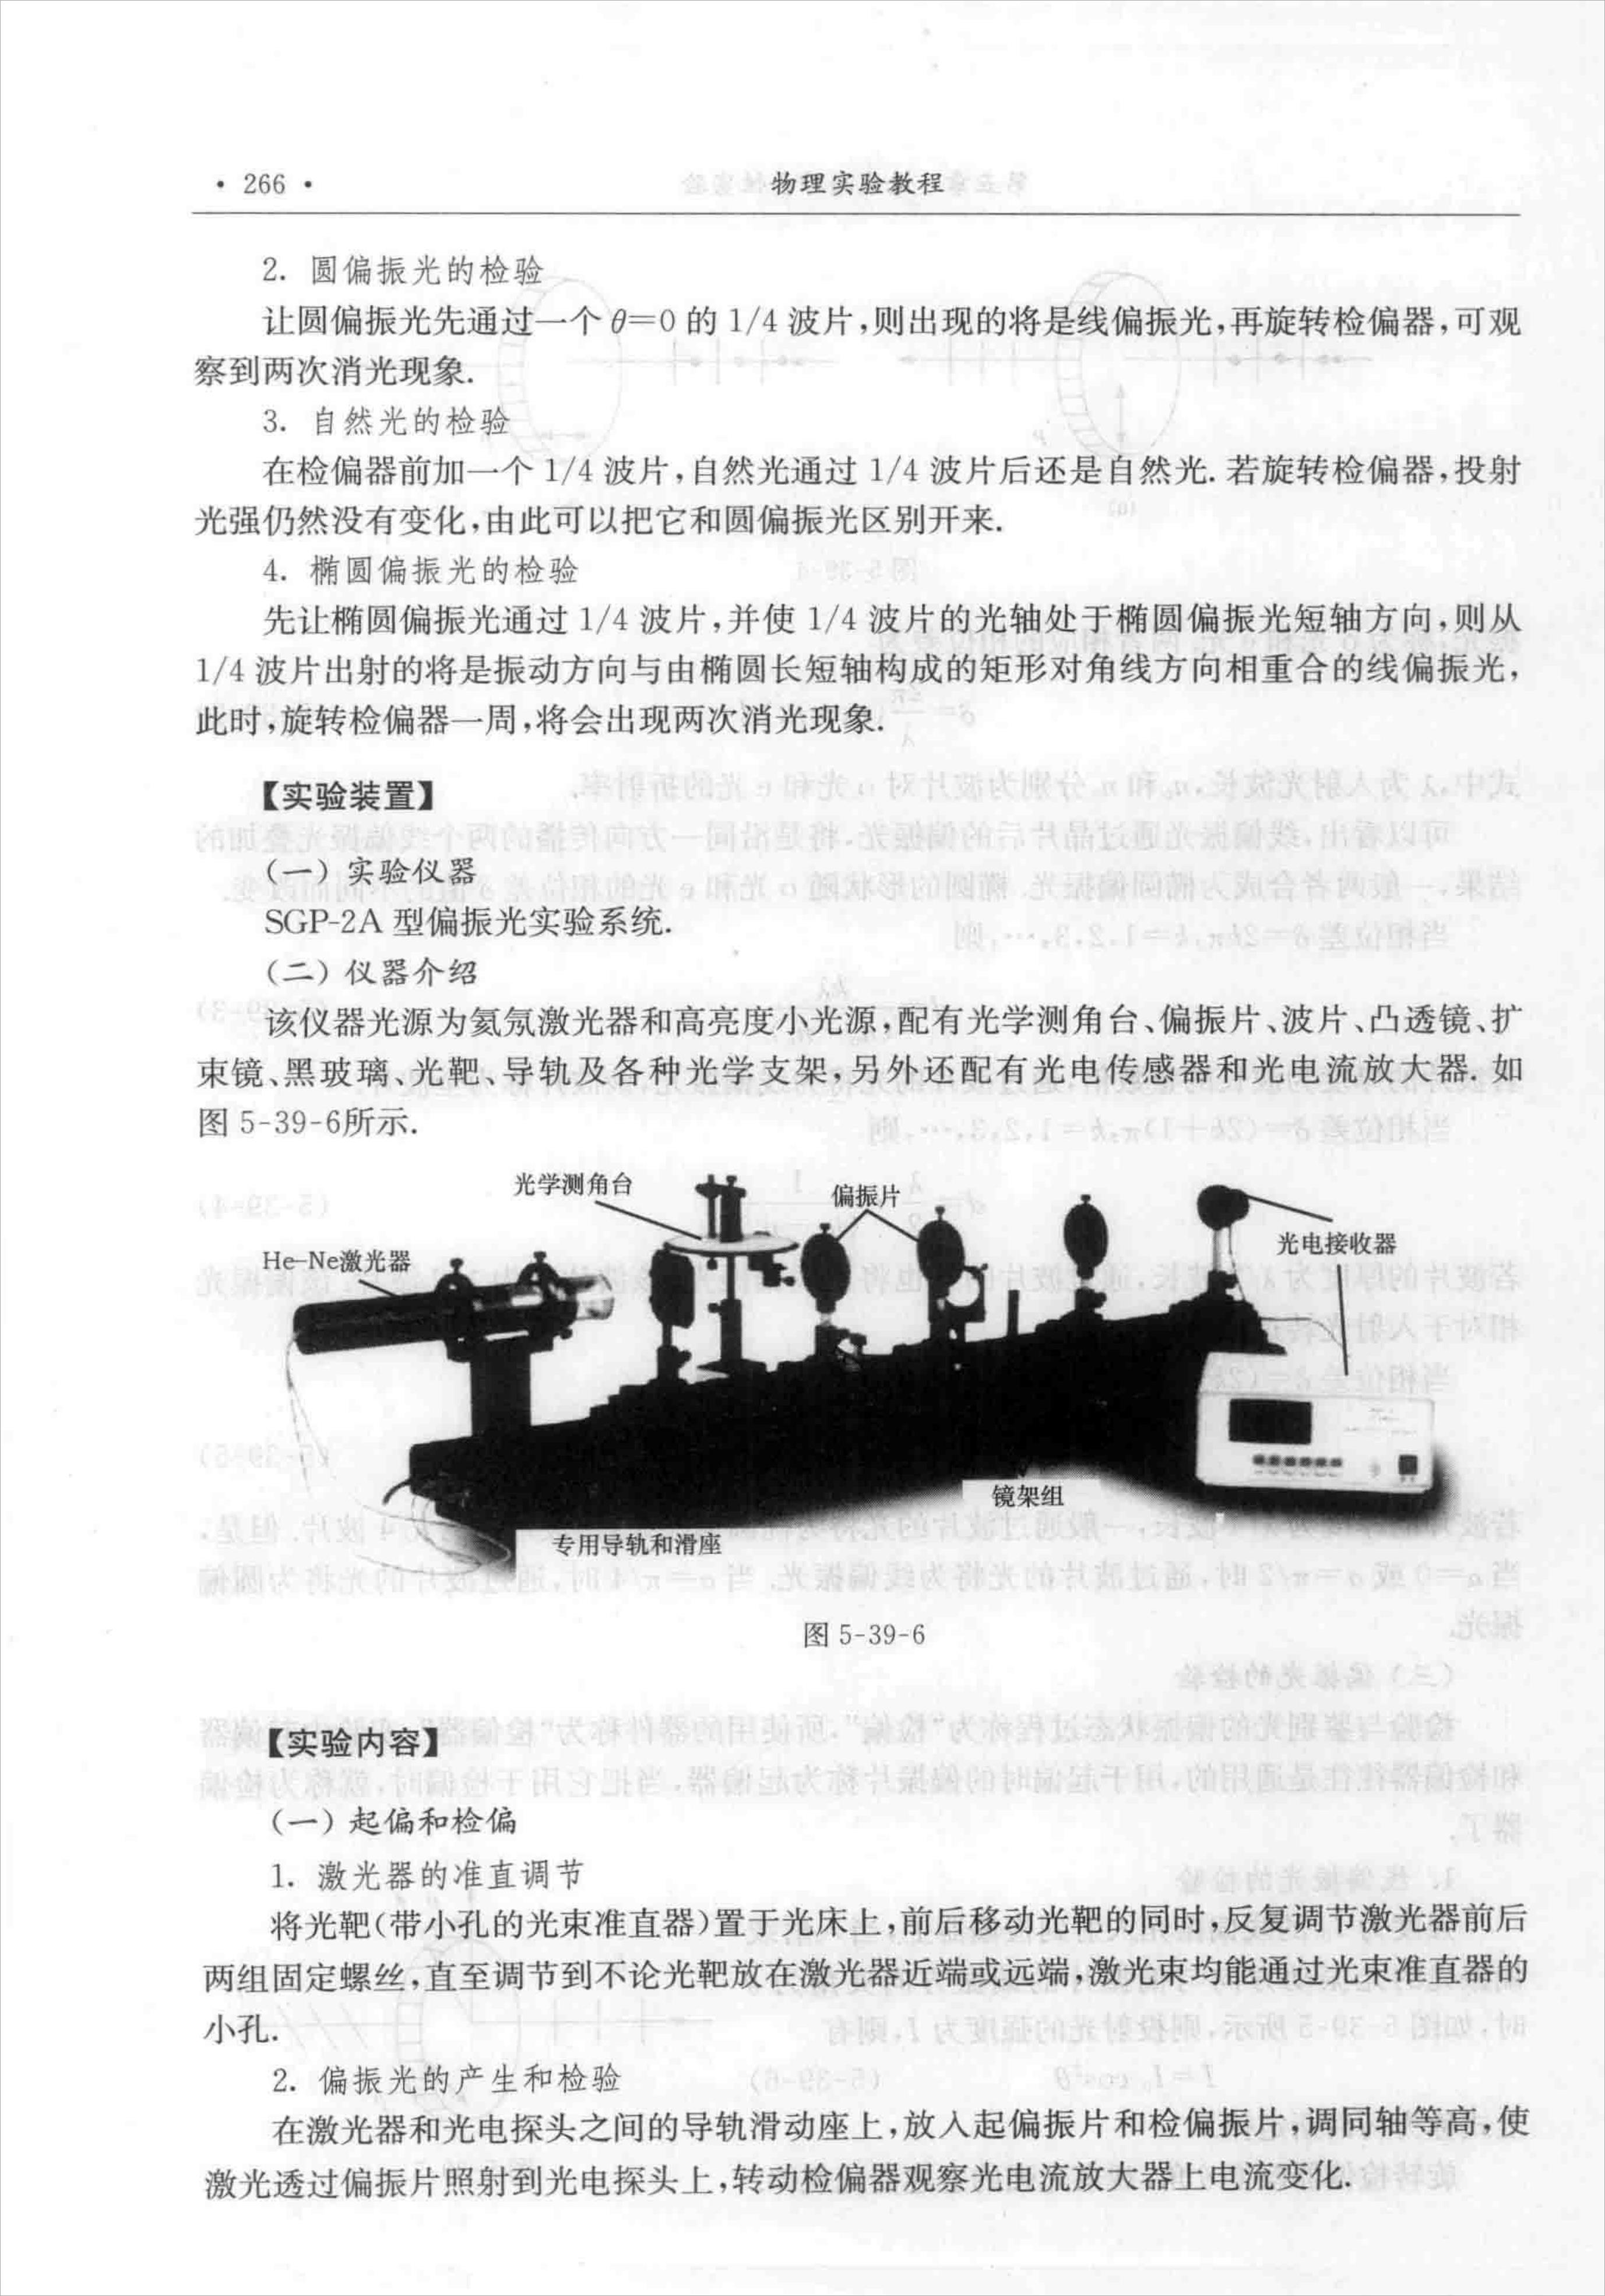 • 266 •
物理实验教程
2. 圆偏振光的检验
让圆偏振光先通过一个 θ=0 的 1/4 波片,则出现的将是线偏振光,再旋转检偏器,可观
察到两次消光现象.
3. 自然光的检验
在检偏器前加一个 1/4 波片,自然光通过 1/4 波片后还是自然光. 若旋转检偏器,投射
光强仍然没有变化,由此可以把它和圆偏振光区别开来.
4. 椭圆偏振光的检验
先让椭圆偏振光通过 1/4 波片,并使 1/4 波片的光轴处于椭圆偏振光短轴方向,则从
1/4 波片出射的将是振动方向与由椭圆长短轴构成的矩形对角线方向相重合的线偏振光,
此时,旋转检偏器一周,将会出现两次消光现象.
【实验装置】
(一) 实验仪器
SGP-2A 型偏振光实验系统.
(二) 仪器介绍
该仪器光源为氦氖激光器和高亮度小光源,配有光学测角台、偏振片、波片、凸透镜、扩
束镜、黑玻璃、光靶、导轨及各种光学支架,另外还配有光电传感器和光电流放大器. 如
图 5-39-6所示.
光学测角台
偏振片
He-Ne激光器
光电接收器
镜架组
专用导轨和滑座
图 5-39-6
【实验内容】
(一) 起偏和检偏
1. 激光器的准直调节
将光靶(带小孔的光束准直器)置于光床上,前后移动光靶的同时,反复调节激光器前后
两组固定螺丝,直至调节到不论光靶放在激光器近端或远端,激光束均能通过光束准直器的
小孔.
2. 偏振光的产生和检验
在激光器和光电探头之间的导轨滑动座上,放入起偏振片和检偏振片,调同轴等高,使
激光透过偏振片照射到光电探头上,转动检偏器观察光电流放大器上电流变化.